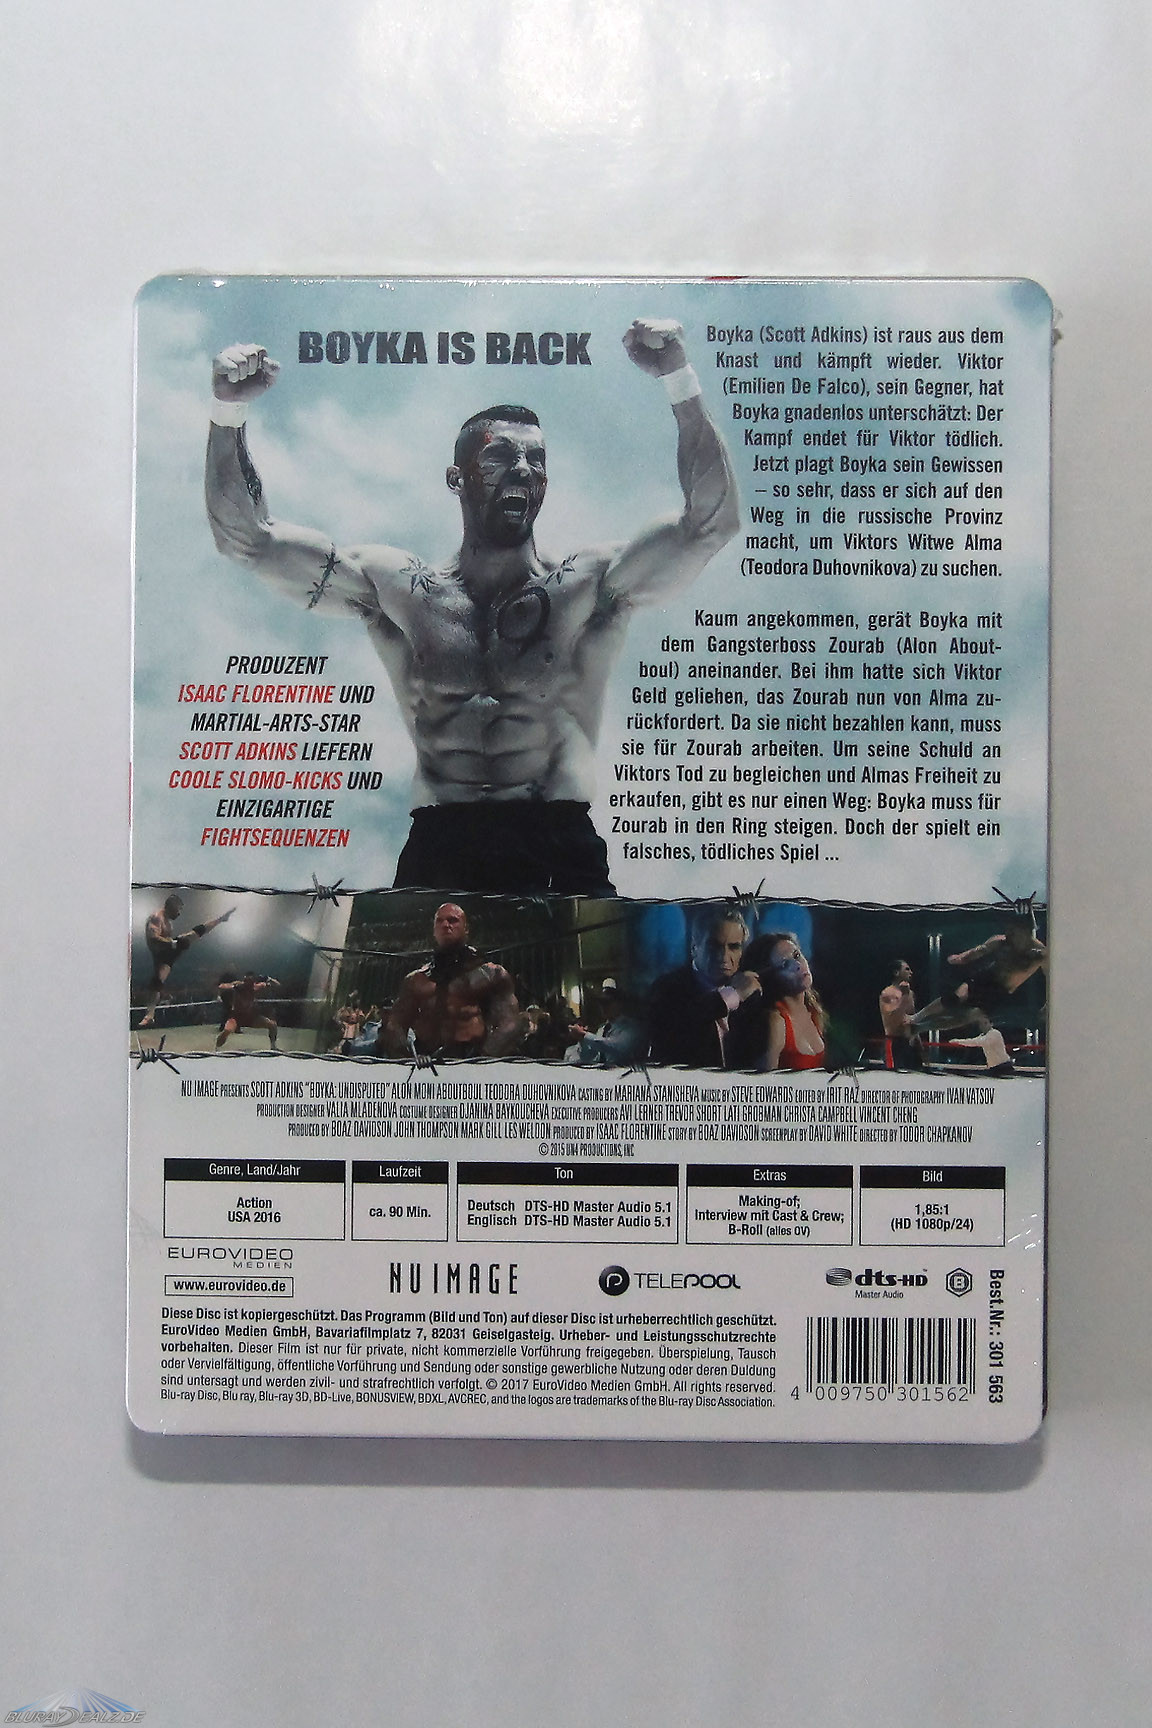 BOYKA IS BACK
Boyka (Scott Adkins) ist raus aus dem
Knast und kämpft wieder. Viktor
(Emilien De Falco), sein Gegner, hat
Boyka gnadenlos unterschätzt: Der
Kampf endet für Viktor tödlich.
Jetzt plagt Boyka sein Gewissen
– so sehr, dass er sich auf den
Weg in die russische Provinz
macht, um Viktors Witwe Alma
(Teodora Duhovnikova) zu suchen.
Kaum angekommen, gerät Boyka mit
dem Gangsterboss Zourab (Alon About-
boul) aneinander. Bei ihm hatte sich Viktor
Geld geliehen, das Zourab nun von Alma zu-
rückfordert. Da sie nicht bezahlen kann, muss
sie für Zourab arbeiten. Um seine Schuld an
Viktors Tod zu begleichen und Almas Freiheit zu
erkaufen, gibt es nur einen Weg: Boyka muss für
Zourab in den Ring steigen. Doch der spielt ein
falsches, tödliches Spiel ...
PRODUZENT
ISAAC FLORENTINE UND
MARTIAL-ARTS-STAR
SCOTT ADKINS LIEFERN
COOLE SLOMO-KICKS UND
EINZIGARTIGE
FIGHTSEQUENZEN
NU IMAGE PRESENTS SCOTT ADKINS "BOYKA: UNDISPUTED" ALON MONI ABOUTBOUL TEODORA DUHOVNIKOVA CASTING BY MARIANA STANISHEVA MUSIC BY STEVE EDWARDS EDITED BY IRIT RAZ DIRECTOR OF PHOTOGRAPHY IVAN VATSOV
PRODUCTION DESIGNER VALIA MLADENOVA COSTUME DESIGNER DJANINA BAYKOUCHEVA EXECUTIVE PRODUCERS AVI LERNER TREVOR SHORT LATI GROBMAN CHRISTA CAMPBELL VINCENT CHENG
PRODUCED BY BOAZ DAVIDSON JOHN THOMPSON MARK GILL LES WELDON PRODUCED BY ISAAC FLORENTINE STORY BY BOAZ DAVIDSON SCREENPLAY BY DAVID WHITE DIRECTED BY TODOR CHAPKANOV
© 2015 UN4 PRODUCTIONS, INC
Genre, Land/Jahr
Action
USA 2016
Laufzeit
ca. 90 Min.
Ton
Deutsch DTS-HD Master Audio 5.1
Englisch DTS-HD Master Audio 5.1
Extras
Making-of;
Interview mit Cast & Crew;
B-Roll (alles OV)
Bild
1,85:1
(HD 1080p/24)
EUROVIDEO
MEDIEN
www.eurovideo.de
NU IMAGE
TELEPOOL
dts-HD
Master Audio
B
Best.Nr.: 301 563
Diese Disc ist kopiergeschützt. Das Programm (Bild und Ton) auf dieser Disc ist urheberrechtlich geschützt.
EuroVideo Medien GmbH, Bavariafilmplatz 7, 82031 Geiselgasteig. Urheber- und Leistungsschutzrechte
vorbehalten. Dieser Film ist nur für private, nicht kommerzielle Vorführung freigegeben. Überspielung, Tausch
oder Vervielfältigung, öffentliche Vorführung und Sendung oder sonstige gewerbliche Nutzung oder deren Duldung
sind untersagt und werden zivil- und strafrechtlich verfolgt. © 2017 EuroVideo Medien GmbH. All rights reserved.
Blu-ray Disc, Blu ray, Blu-ray 3D, BD-Live, BONUSVIEW, BDXL, AVCREC, and the logos are trademarks of the Blu-ray Disc Association.
4 009750 301562
BLURAYDEALZ.DE